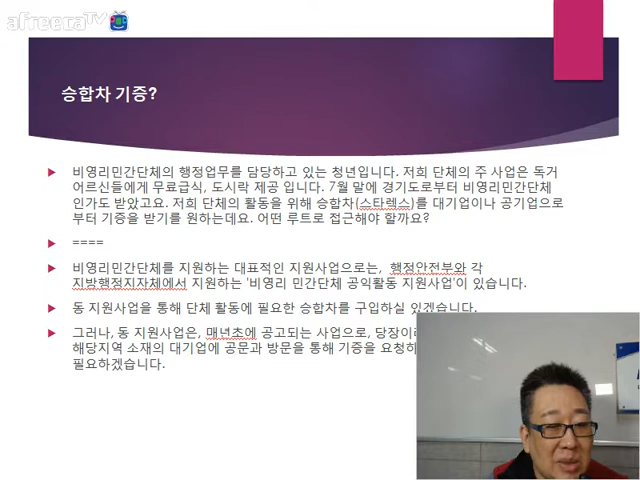 afreecaTV
승합차 기증?
비영리민간단체의 행정업무를 담당하고 있는 청년입니다. 저희 단체의 주 사업은 독거
어르신들에게 무료급식, 도시락 제공 입니다. 7월 말에 경기도로부터 비영리민간단체
인가도 받았고요. 저희 단체의 활동을 위해 승합차(스타렉스)를 대기업이나 공기업으로
부터 기증을 받기를 원하는데요. 어떤 루트로 접근해야 할까요?
====
비영리민간단체를 지원하는 대표적인 지원사업으로는, 행정안전부와 각
지방행정지자체에서 지원하는 '비영리 민간단체 공익활동 지원사업'이 있습니다.
동 지원사업을 통해 단체 활동에 필요한 승합차를 구입하실 있겠습니다.
그러나, 동 지원사업은, 매년초에 공고되는 사업으로,
해당지역 소재의 대기업에 공문과 방문을 통해 기증을
필요하겠습니다.